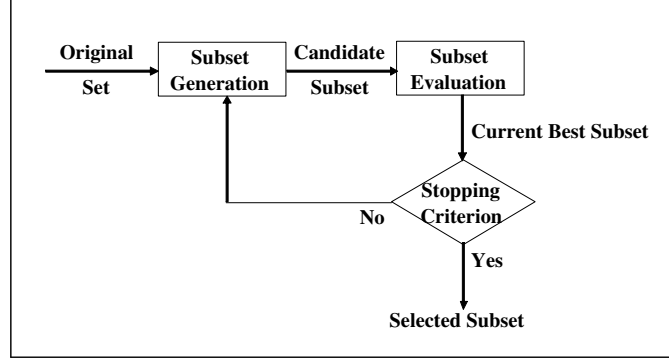 Original
Set
Subset
Generation
Candidate
Subset
Subset
Evaluation
Current Best Subset
Stopping
Criterion
No
Yes
Selected Subset